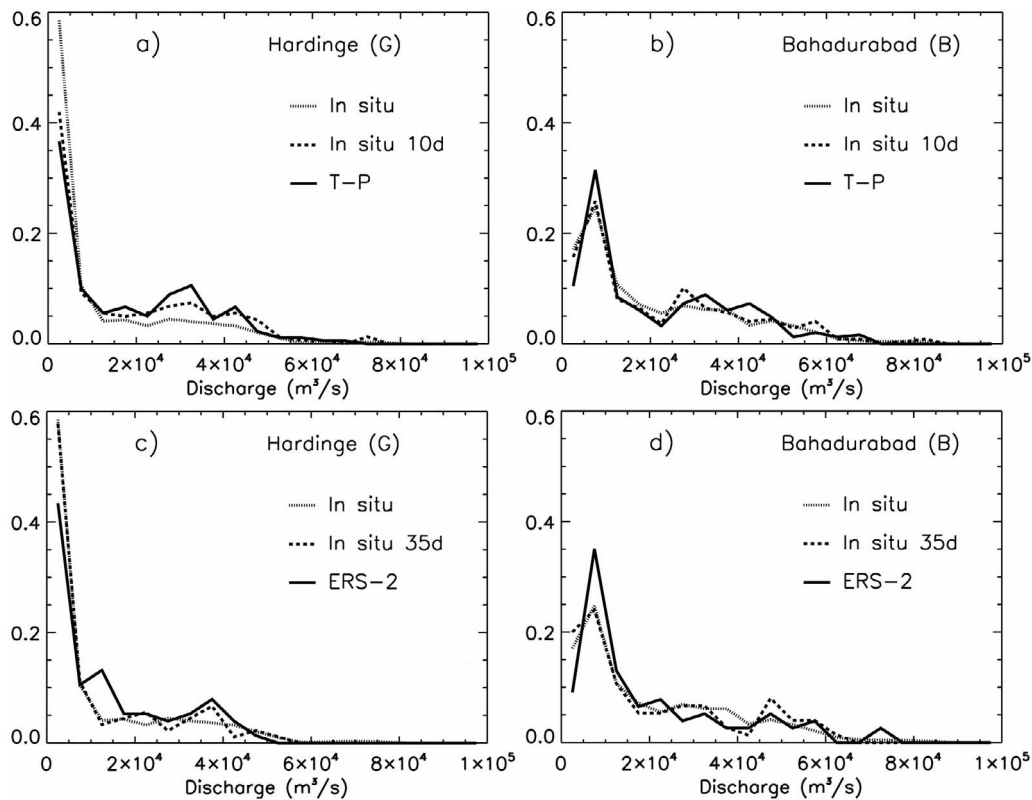 0.6
a)
Hardinge (G)
In situ
0.4
In situ 10d
T-P
0.2
0.0
0
2×10⁴
4×10⁴
6×10⁴
8×10⁴
1×10⁵
Discharge (m³/s)
0.6
b)
Bahadurabad (B)
In situ
0.4
In situ 10d
T-P
0.2
0.0
0
2×10⁴
4×10⁴
6×10⁴
8×10⁴
1×10⁵
Discharge (m³/s)
0.6
c)
Hardinge (G)
In situ
0.4
In situ 35d
ERS-2
0.2
0.0
0
2×10⁴
4×10⁴
6×10⁴
8×10⁴
1×10⁵
Discharge (m³/s)
0.6
d)
Bahadurabad (B)
In situ
0.4
In situ 35d
ERS-2
0.2
0.0
0
2×10⁴
4×10⁴
6×10⁴
8×10⁴
1×10⁵
Discharge (m³/s)